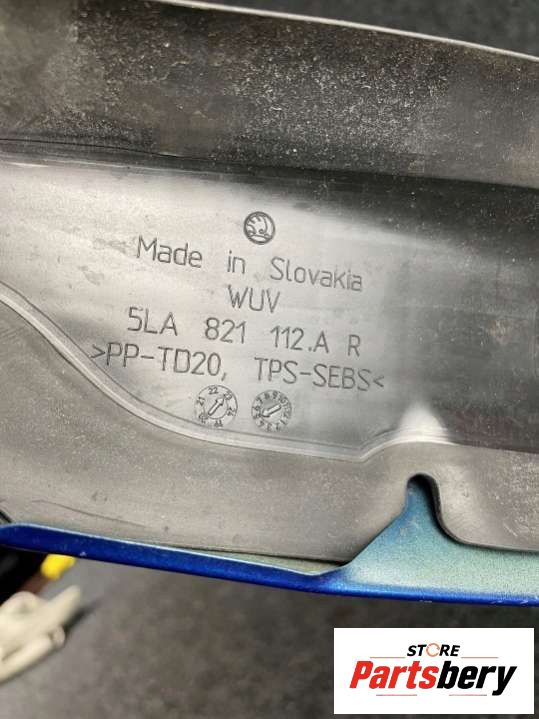 Made in Slovakia
WUV
5LA 821 112.A R
>PP-TD20, TPS-SEBS<
STORE
Partsbery